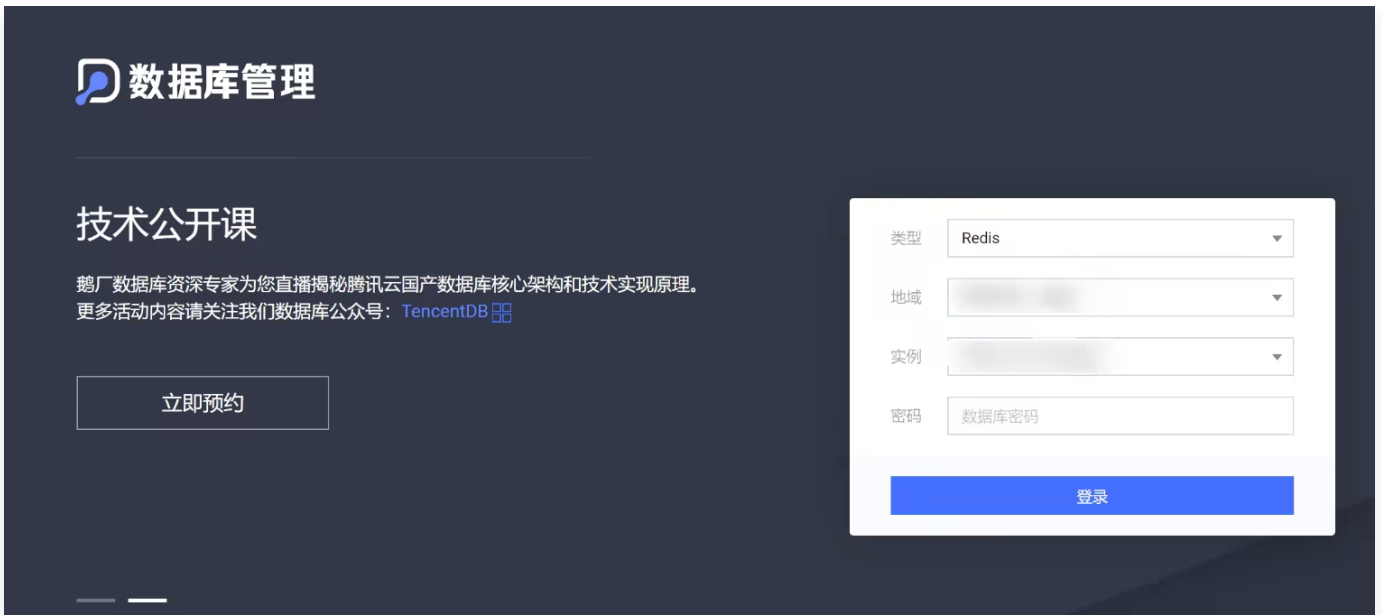 数据库管理
技术公开课
鹅厂数据库资深专家为您直播揭秘腾讯云国产数据库核心架构和技术实现原理。
更多活动内容请关注我们数据库公众号：TencentDB
立即预约
类型 Redis
地域
实例
密码 数据库密码
登录